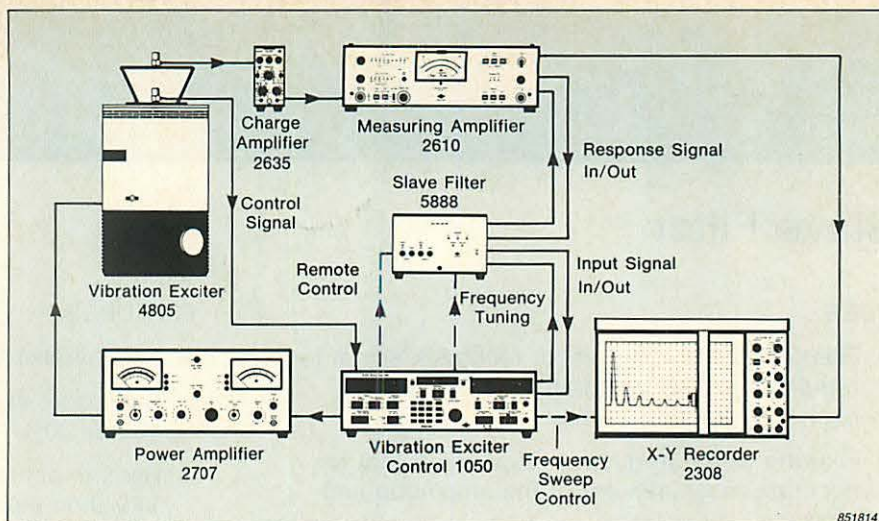 Charge
Amplifier
2635
Measuring Amplifier
2610
Response Signal
In/Out
Slave Filter
5888
Control
Signal
Vibration Exciter
4805
Remote
Control
Frequency
Tuning
Input Signal
In/Out
Power Amplifier
2707
Vibration Exciter
Control 1050
Frequency
Sweep
Control
X-Y Recorder
2308
851814